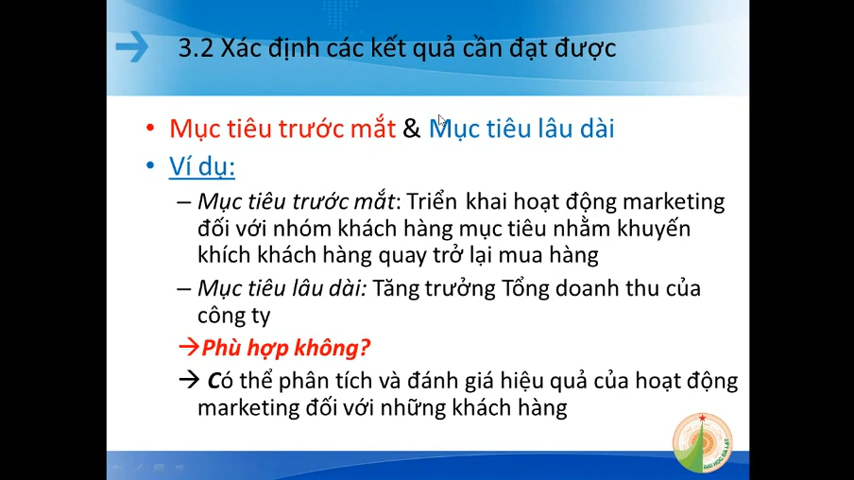 3.2 Xác định các kết quả cần đạt được
• Mục tiêu trước mắt & Mục tiêu lâu dài
• Ví dụ:
– Mục tiêu trước mắt: Triển khai hoạt động marketing
đối với nhóm khách hàng mục tiêu nhằm khuyến
khích khách hàng quay trở lại mua hàng
– Mục tiêu lâu dài: Tăng trưởng Tổng doanh thu của
công ty
→Phù hợp không?
→ Có thể phân tích và đánh giá hiệu quả của hoạt động
marketing đối với những khách hàng
ĐẠI HỌC ĐÀ LẠT